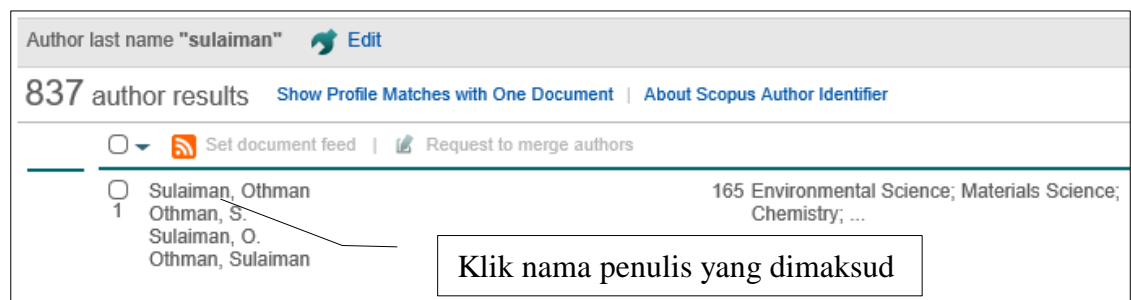 Author last name "sulaiman" Edit
837 author results Show Profile Matches with One Document | About Scopus Author Identifier
Set document feed | Request to merge authors
Sulaiman, Othman 165 Environmental Science; Materials Science;
1 Othman, S. Chemistry; ...
Sulaiman, O.
Othman, Sulaiman
Klik nama penulis yang dimaksud